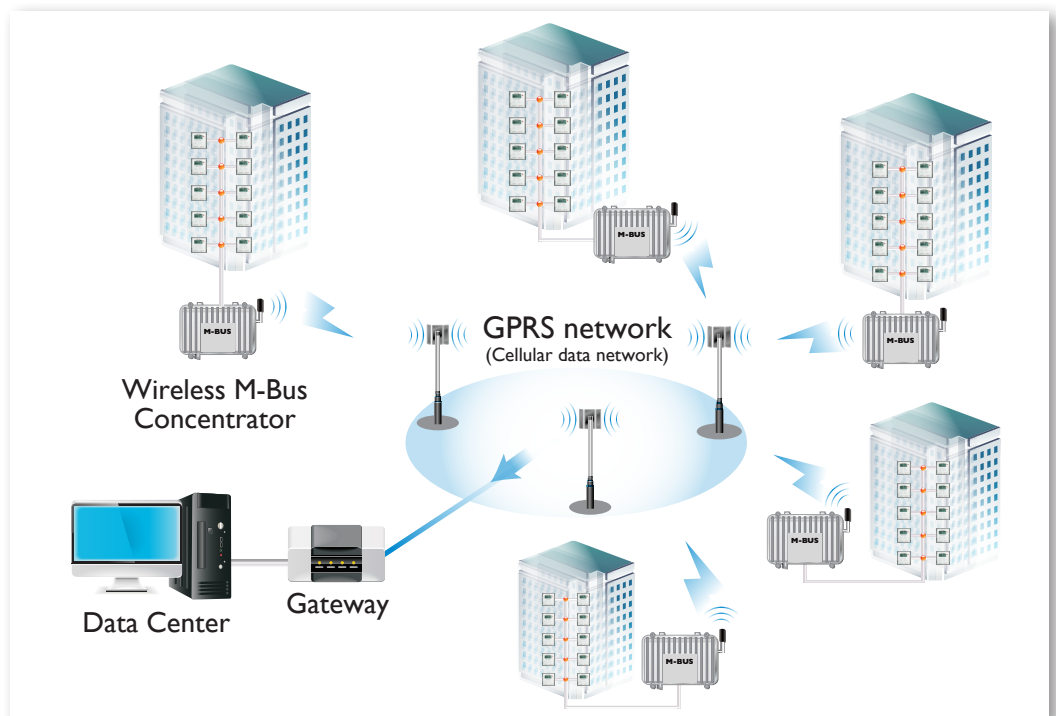 M-BUS
M-BUS
M-BUS
GPRS network
(Cellular data network)
Wireless M-Bus
Concentrator
M-BUS
Data Center
Gateway
M-BUS